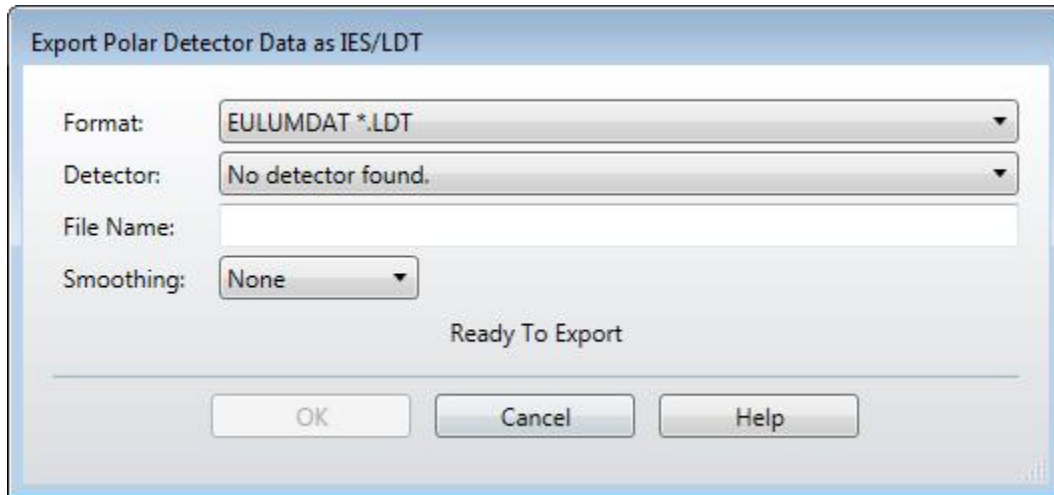 Export Polar Detector Data as IES/LDT
Format: EULUMDAT *.LDT
Detector: No detector found.
File Name:
Smoothing: None
Ready To Export
OK Cancel Help